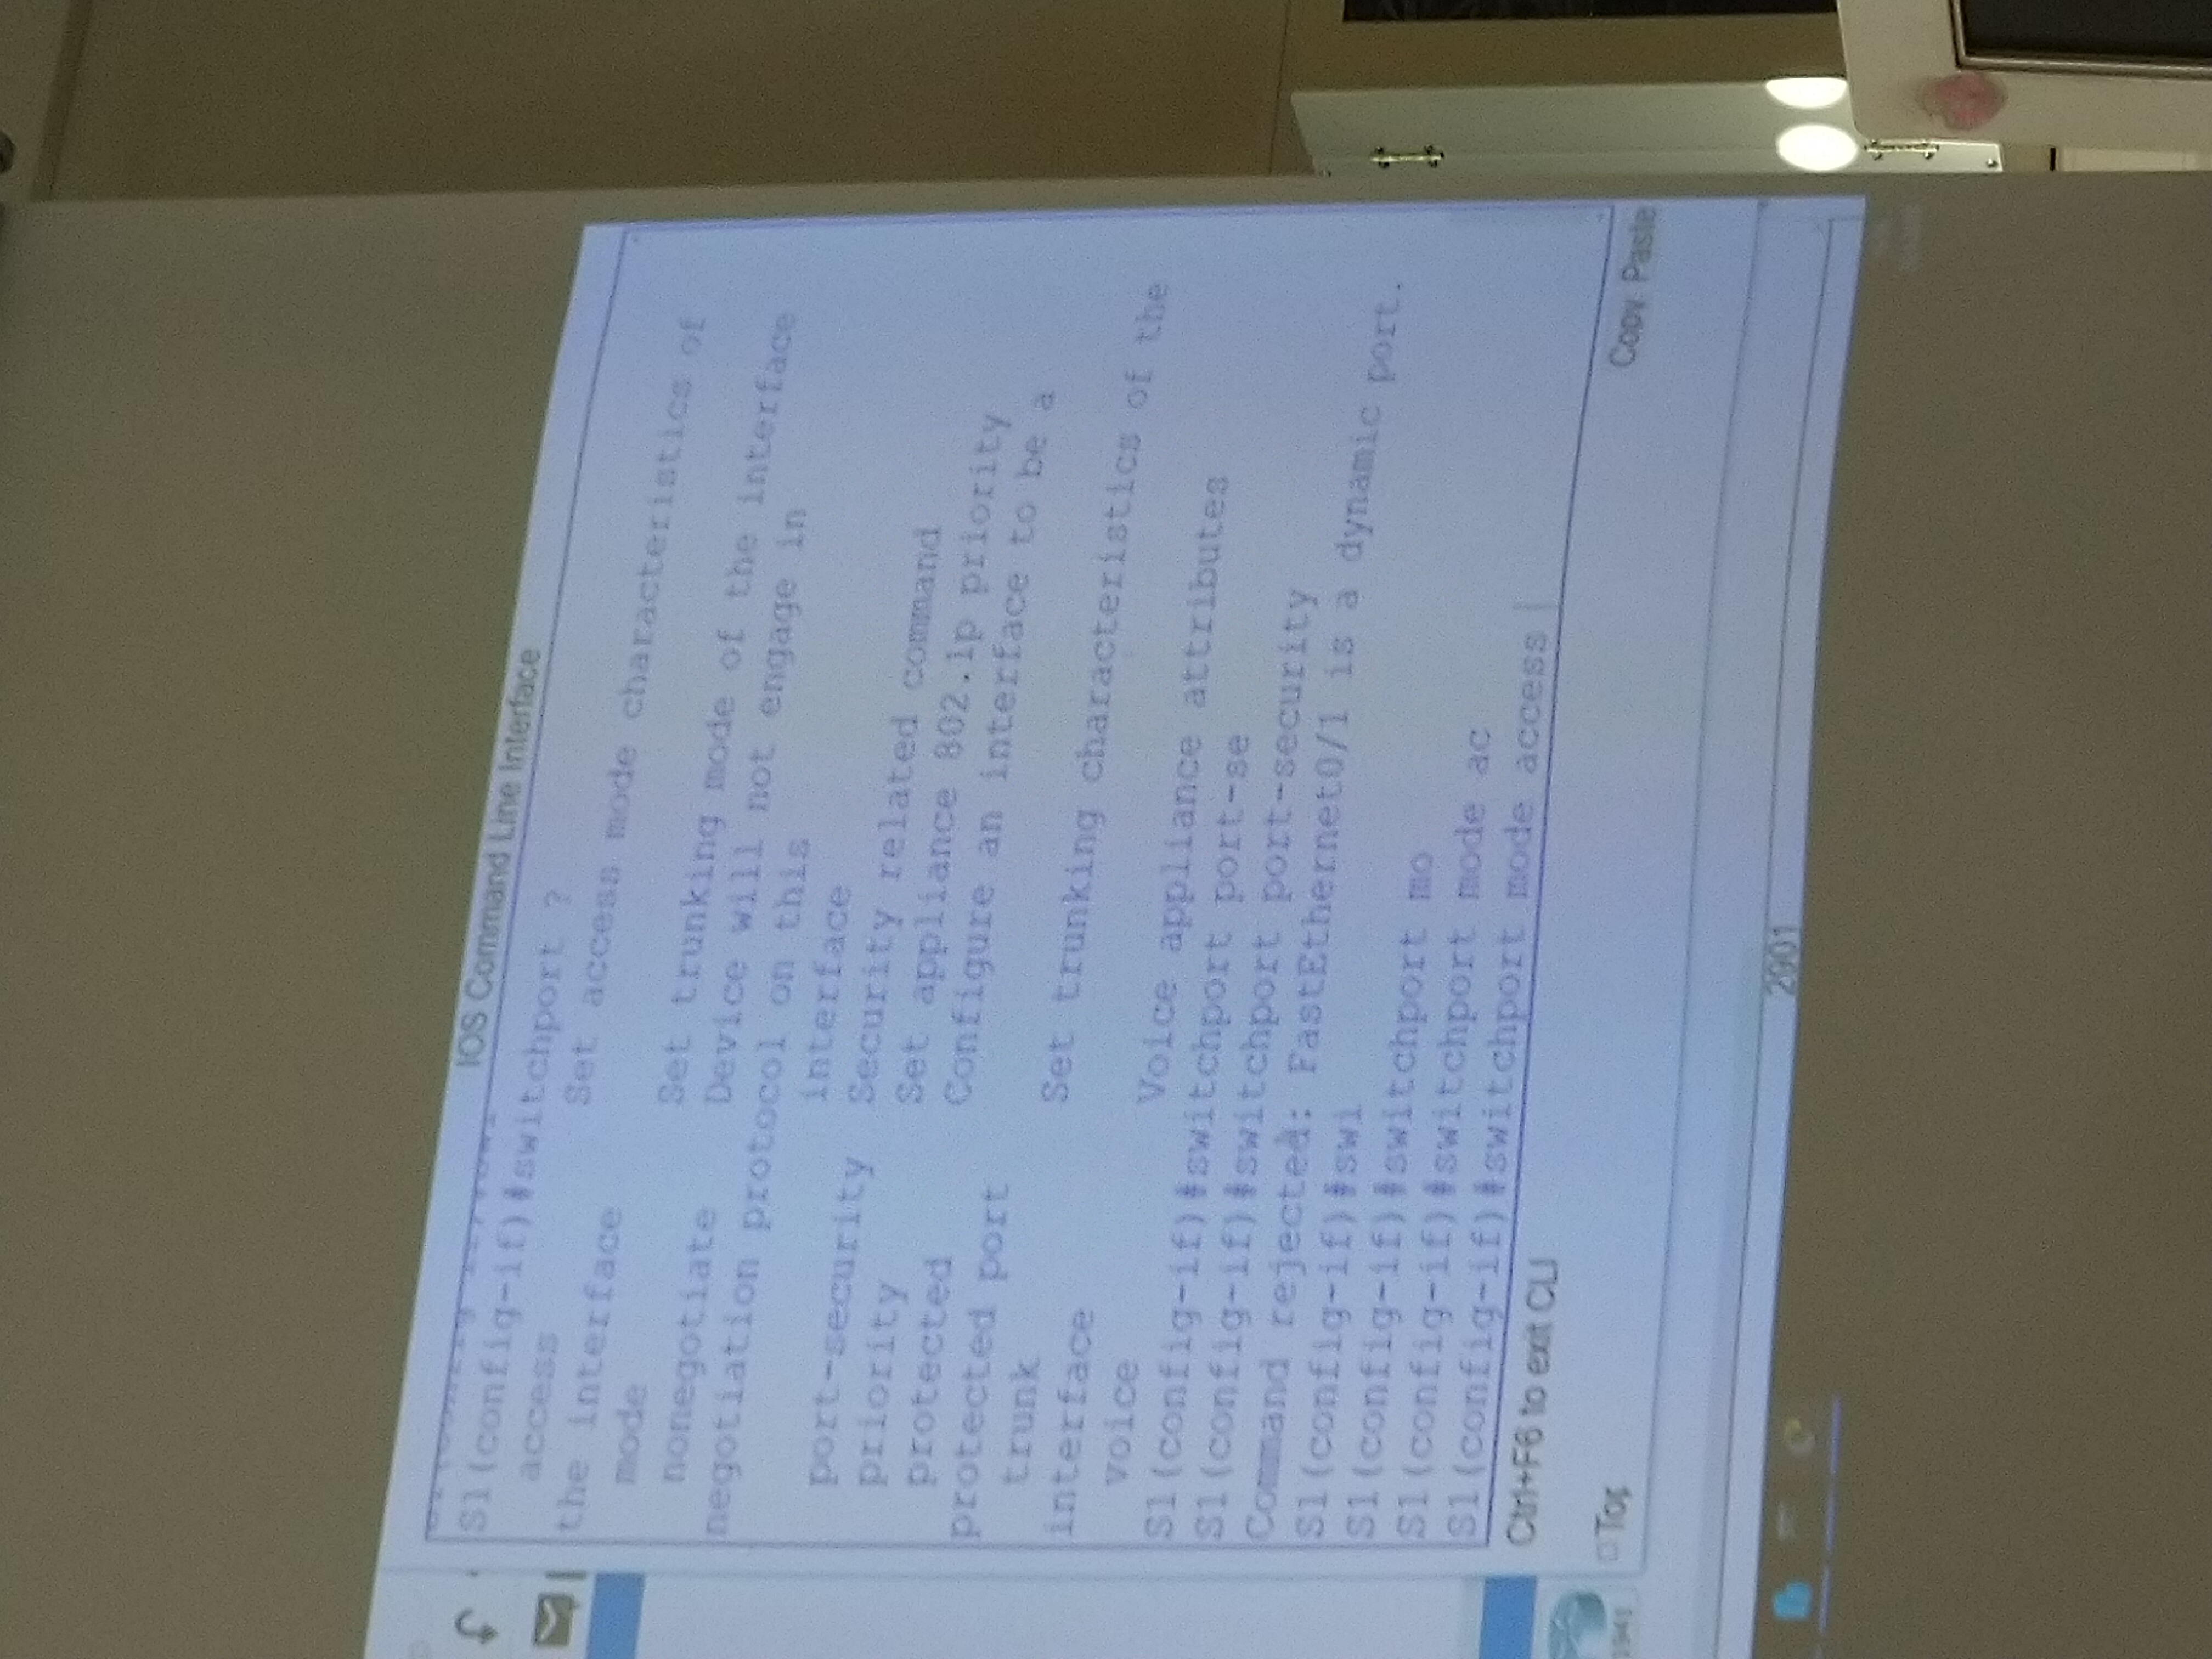 IOS Command Line Interface
S1(config-if)#switchport ?
  access         Set access mode characteristics of
the interface
  mode           Set trunking mode of the interface
  nonegotiate    Device will not engage in
negotiation protocol on this
                 interface
  port-security  Security related command
  priority       Set appliance 802.1p priority
  protected      Configure an interface to be a
protected port
  trunk          Set trunking characteristics of the
interface
  voice          Voice appliance attributes
S1(config-if)#switchport port-se
S1(config-if)#switchport port-security
Command rejected: FastEthernet0/1 is a dynamic port.
S1(config-if)#swi
S1(config-if)#switchport mo
S1(config-if)#switchport mode ac
S1(config-if)#switchport mode access
Ctrl+F6 to exit CLI
Copy Paste
Top
1941
2901